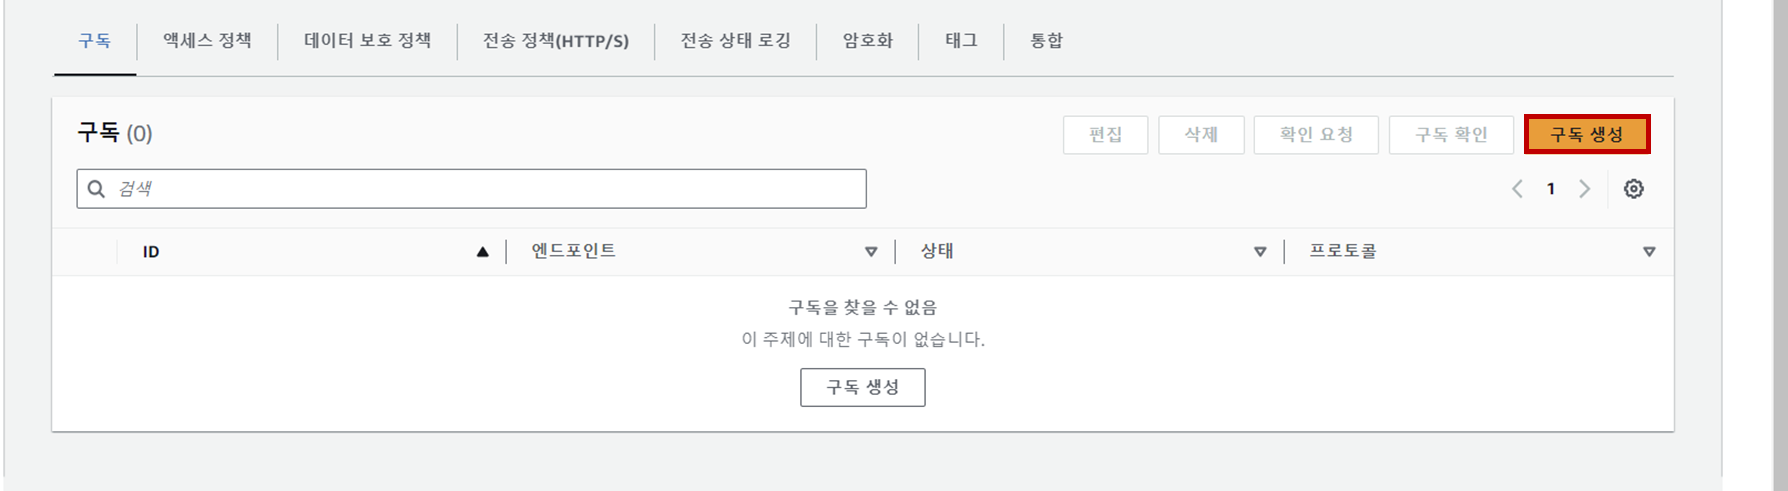 구독 액세스 정책 데이터 보호 정책 전송 정책(HTTP/S) 전송 상태 로깅 암호화 태그 통합
구독 (0) 편집 삭제 확인 요청 구독 확인 구독 생성
검색 1
ID 엔드포인트 상태 프로토콜
구독을 찾을 수 없음
이 주제에 대한 구독이 없습니다.
구독 생성